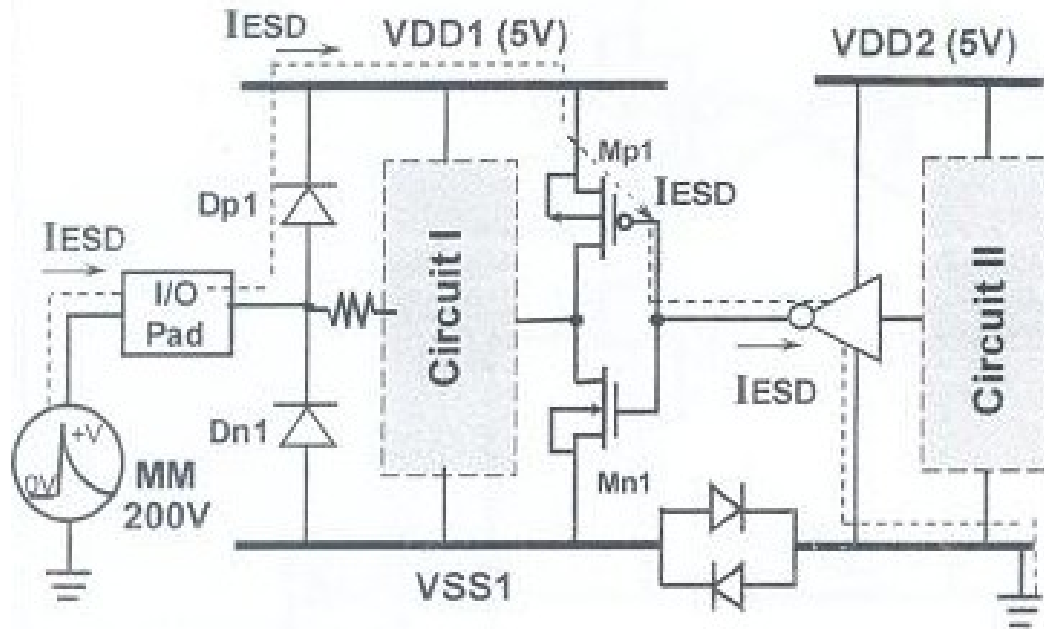 IESD
VDD1 (5V)
VDD2 (5V)
Mp1
Dp1
IESD
IESD
I/O
Pad
Circuit I
Circuit II
IESD
Dn1
+V
0V
MM
200V
Mn1
VSS1